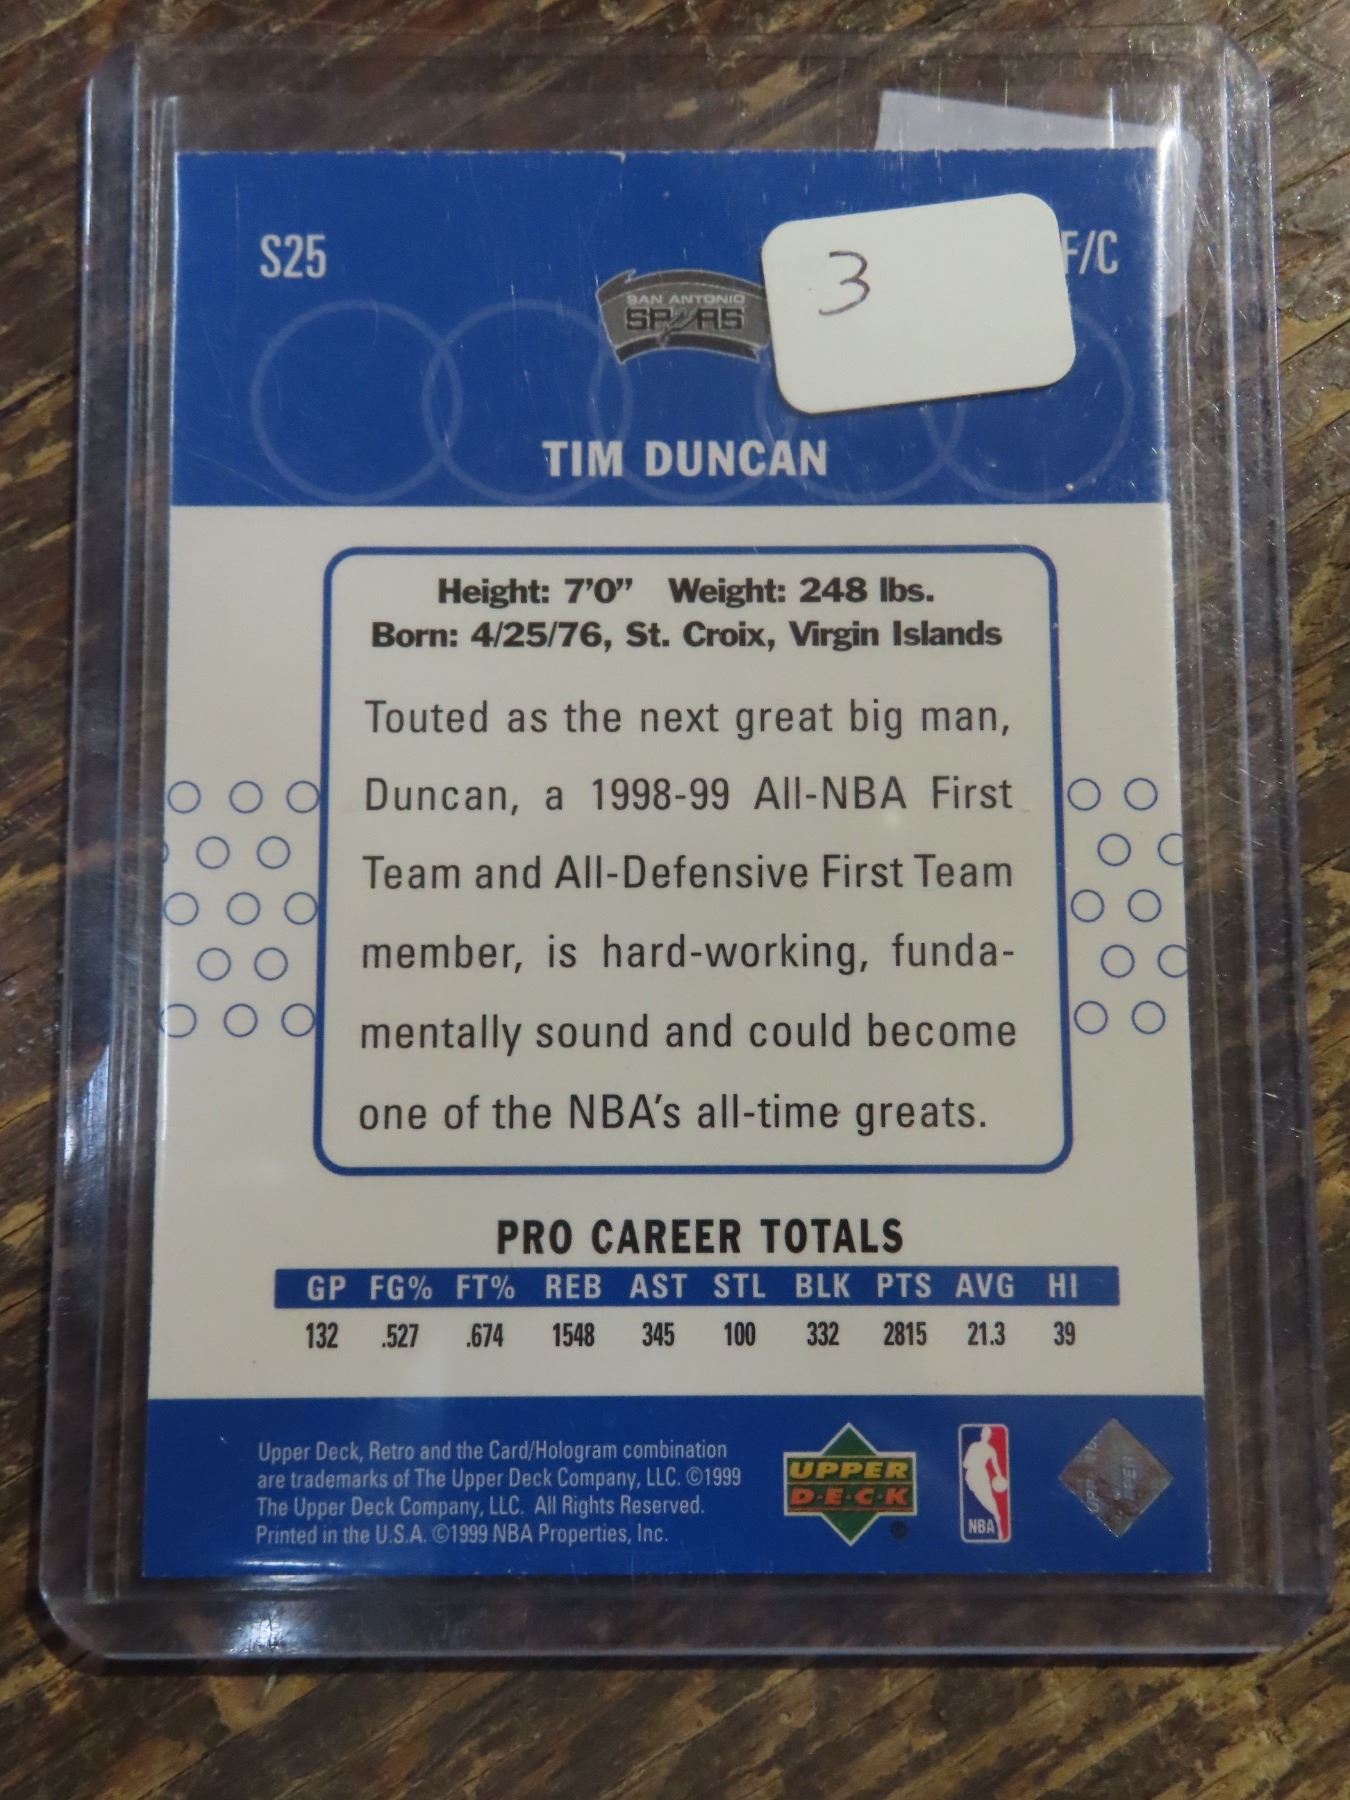 S25
3
F/C
SAN ANTONIO
SPURS
TIM DUNCAN
Height: 7'0” Weight: 248 lbs.
Born: 4/25/76, St. Croix, Virgin Islands
Touted as the next great big man,
Duncan, a 1998-99 All-NBA First
Team and All-Defensive First Team
member, is hard-working, funda-
mentally sound and could become
one of the NBA's all-time greats.
PRO CAREER TOTALS
GP FG% FT% REB AST STL BLK PTS AVG HI
132 .527 .674 1548 345 100 332 2815 21.3 39
Upper Deck, Retro and the Card/Hologram combination
are trademarks of The Upper Deck Company, LLC. ©1999
The Upper Deck Company, LLC. All Rights Reserved.
Printed in the U.S.A. ©1999 NBA Properties, Inc.
UPPER
D·E·C·K
NBA